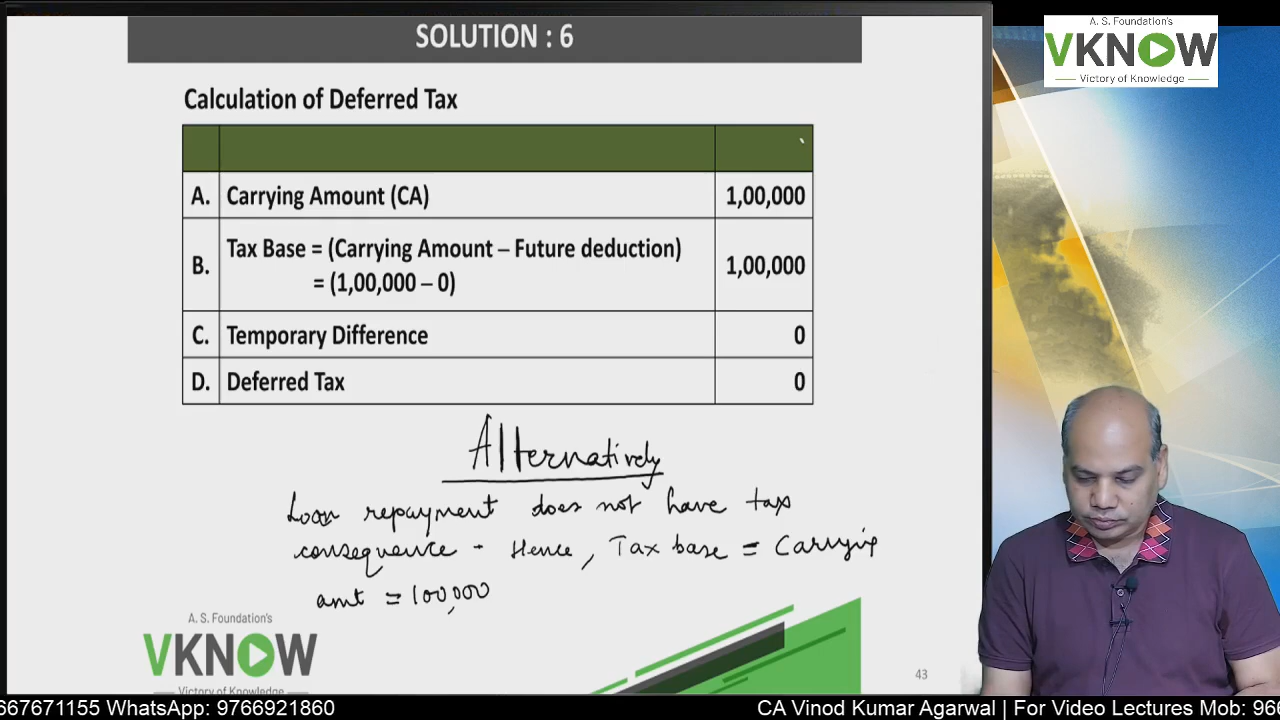 SOLUTION : 6
A. S. Foundation's
VKNOW
Victory of Knowledge
Calculation of Deferred Tax
`
A. Carrying Amount (CA) 1,00,000
B. Tax Base = (Carrying Amount – Future deduction)
= (1,00,000 – 0) 1,00,000
C. Temporary Difference 0
D. Deferred Tax 0
Alternatively
Loan repayment does not have tax
consequence - Hence, Tax base = Carrying
amt = 100,000
A. S. Foundation's
VKNOW
Victory of Knowledge
43
667671155 WhatsApp: 9766921860
CA Vinod Kumar Agarwal | For Video Lectures Mob: 966